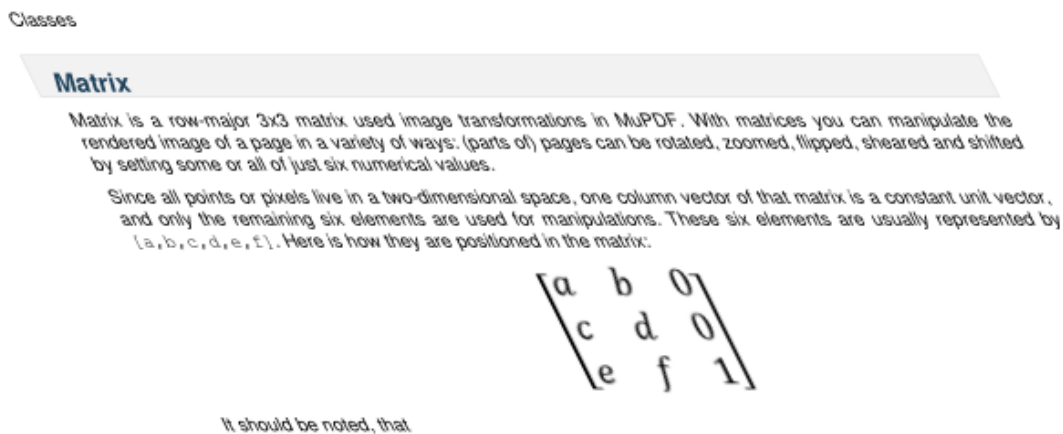 Classes
Matrix
Matrix is a row-major 3x3 matrix used image transformations in MuPDF. With matrices you can manipulate the
rendered image of a page in a variety of ways: (parts of) pages can be rotated, zoomed, flipped, sheared and shifted
by setting some or all of just six numerical values.
Since all points or pixels live in a two-dimensional space, one column vector of that matrix is a constant unit vector,
and only the remaining six elements are used for manipulations. These six elements are usually represented by
[a,b,c,d,e,f]. Here is how they are positioned in the matrix:
a b 0
c d 0
e f 1
It should be noted, that